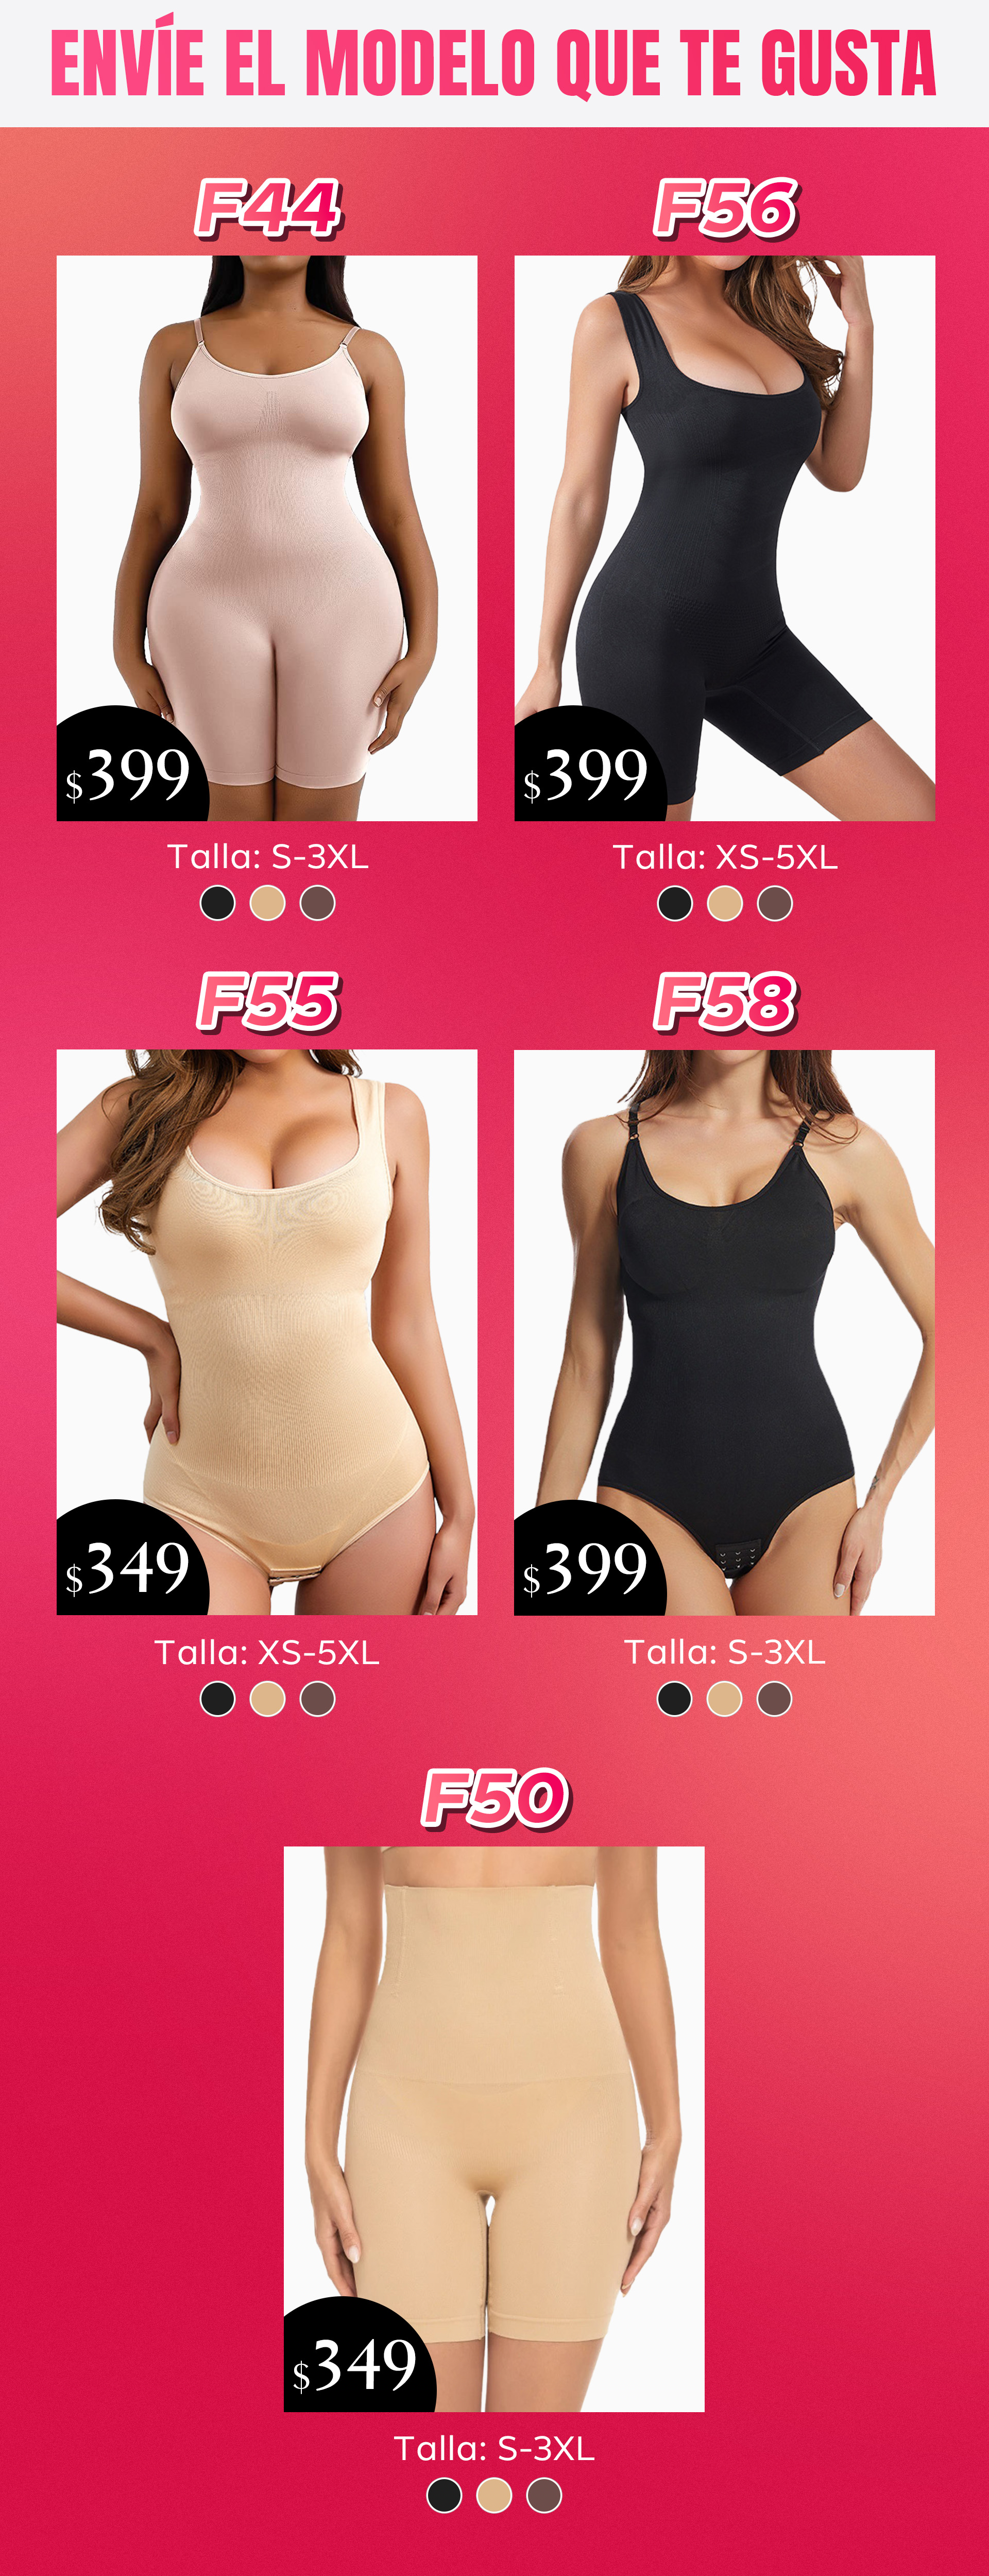 ENVÍE EL MODELO QUE TE GUSTA
F44
F56
$399
$399
Talla: S-3XL
Talla: XS-5XL
F55
F58
$349
$399
Talla: XS-5XL
Talla: S-3XL
F50
$349
Talla: S-3XL